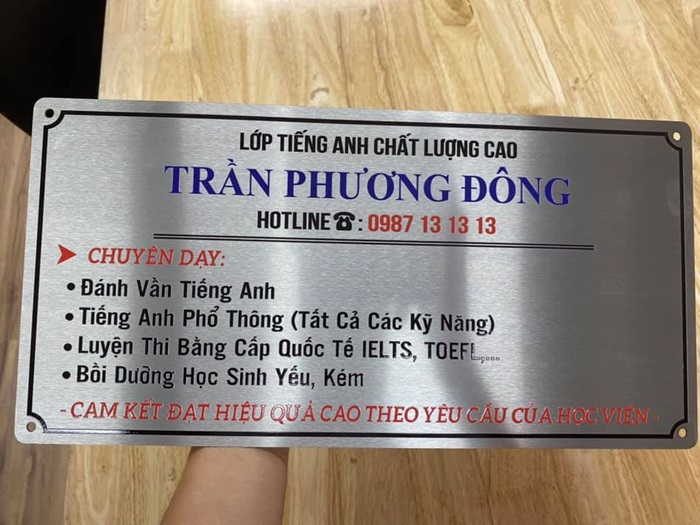 LỚP TIẾNG ANH CHẤT LƯỢNG CAO
TRẦN PHƯƠNG ĐÔNG
HOTLINE☎: 0987 13 13 13
➤ CHUYÊN DẠY:
• Đánh Vần Tiếng Anh
• Tiếng Anh Phổ Thông (Tất Cả Các Kỹ Năng)
• Luyện Thi Bằng Cấp Quốc Tế IELTS, TOEFL,...
• Bồi Dưỡng Học Sinh Yếu, Kém
- CAM KẾT ĐẠT HIỆU QUẢ CAO THEO YÊU CẦU CỦA HỌC VIÊN -